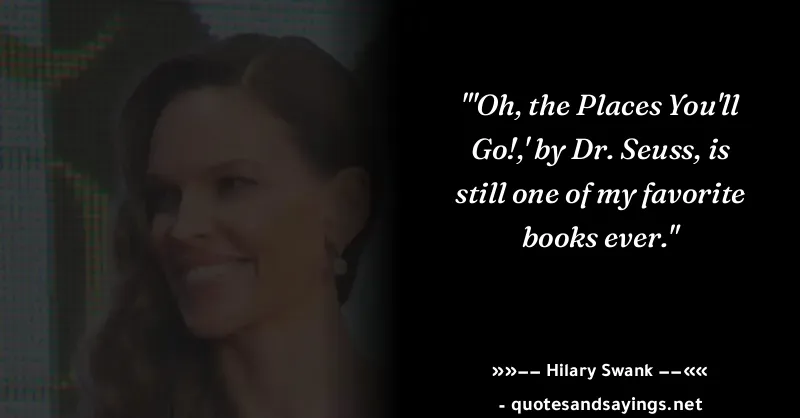 "'Oh, the Places You'll
Go!,' by Dr. Seuss, is
still one of my favorite
books ever."
»»—— Hilary Swank ——««
- quotesandsayings.net